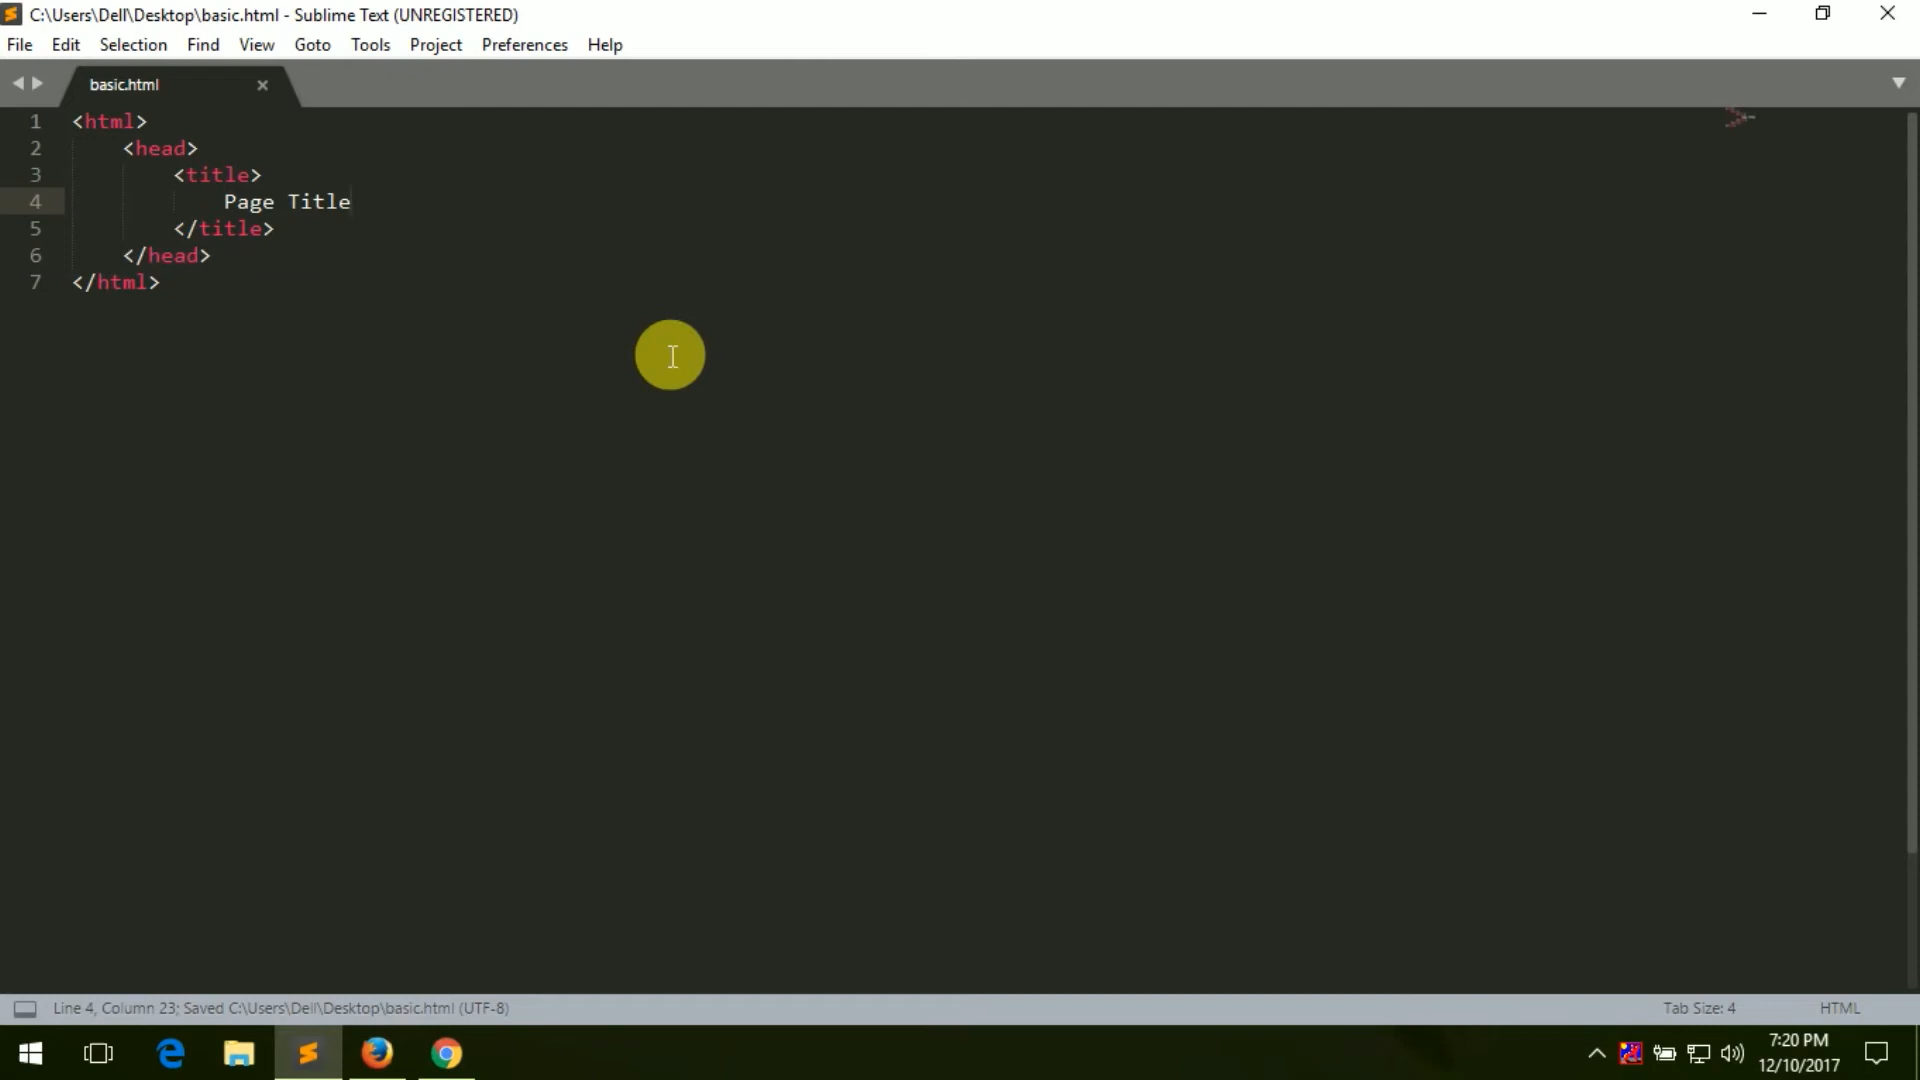 C:\Users\Dell\Desktop\basic.html - Sublime Text (UNREGISTERED)
File Edit Selection Find View Goto Tools Project Preferences Help
basic.html
1 <html>
2 <head>
3 <title>
4 Page Title
5 </title>
6 </head>
7 </html>
Line 4, Column 23; Saved C:\Users\Dell\Desktop\basic.html (UTF-8) Tab Size: 4 HTML
7:20 PM
12/10/2017